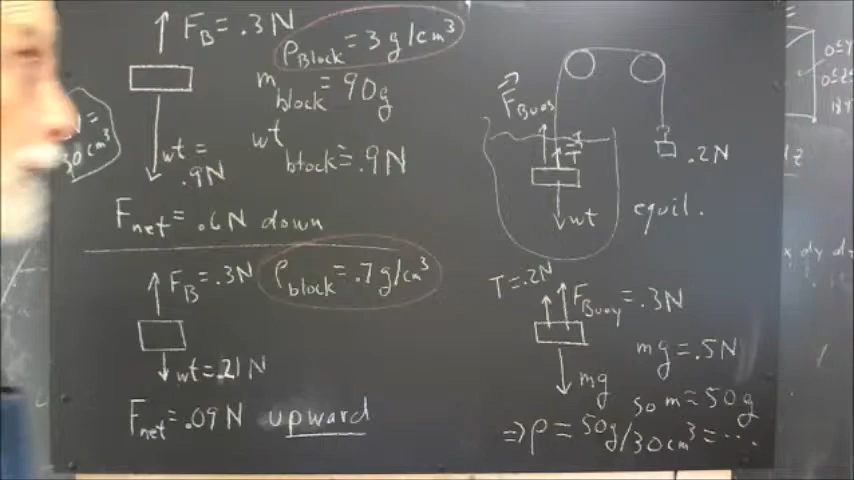 F_B = .3N
ρ_Block = 3 g/cm³
m_block = 90g
wt_block ≐ .9N
wt = .9N
30 cm³
F_net = .6N down
F_B = .3N
ρ_block = .7 g/cm³
wt = .21 N
F_net = .09N upward
F_Buoy
T
wt
.2N
equil.
T = .2N
F_Buoy = .3N
mg = .5N
mg
so m = 50g
⇒ ρ = 50g/30cm³ = ...